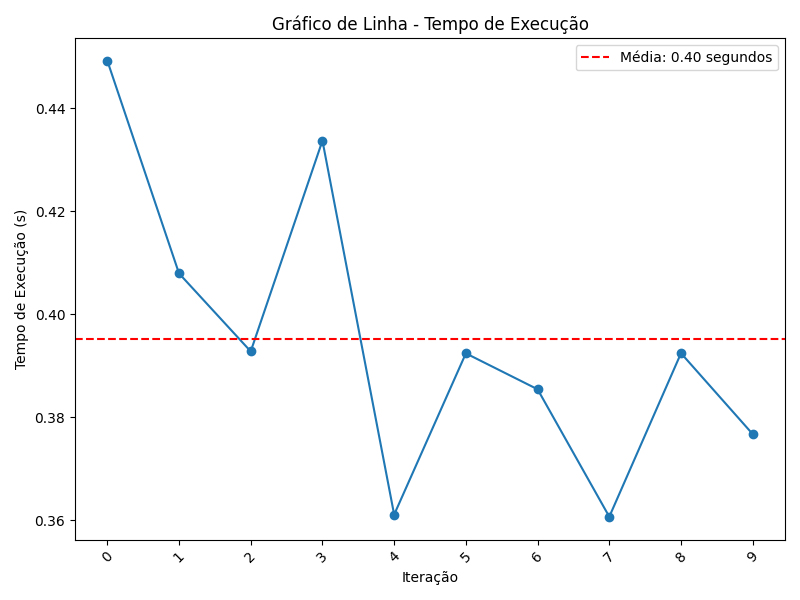 Gráfico de Linha - Tempo de Execução
Média: 0.40 segundos
Tempo de Execução (s)
0.44
0.42
0.40
0.38
0.36
0 1 2 3 4 5 6 7 8 9
Iteração